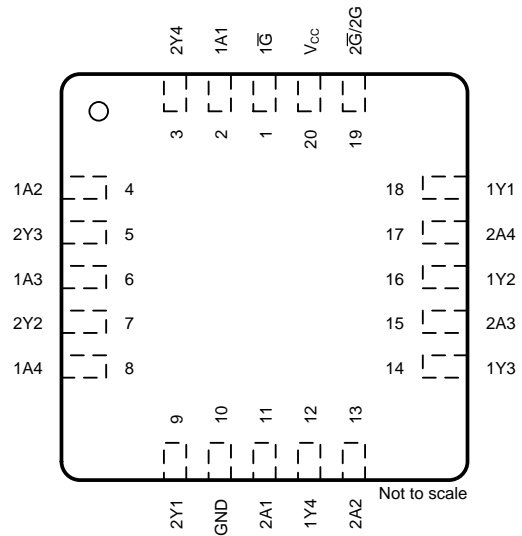 2Y4 1A1 1G̅ Vcc 2G̅/2G
3 2 1 20 19
1A2 4 18 1Y1
2Y3 5 17 2A4
1A3 6 16 1Y2
2Y2 7 15 2A3
1A4 8 14 1Y3
9 10 11 12 13
Not to scale
2Y1 GND 2A1 1Y4 2A2